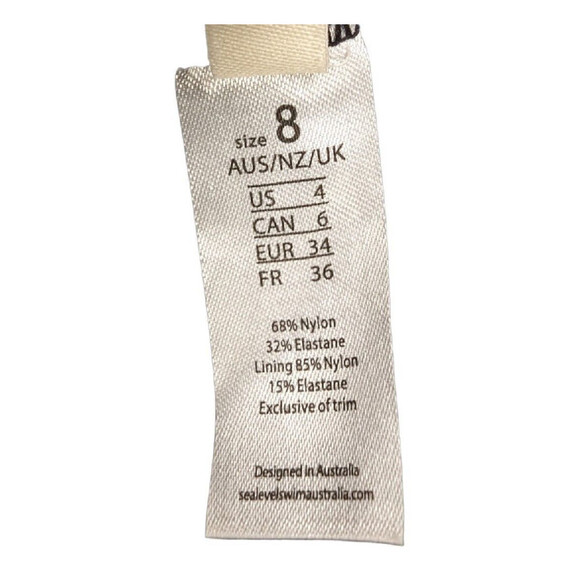 size 8
AUS/NZ/UK
US 4
CAN 6
EUR 34
FR 36
68% Nylon
32% Elastane
Lining 85% Nylon
15% Elastane
Exclusive of trim
Designed in Australia
sealevelswimaustralia.com